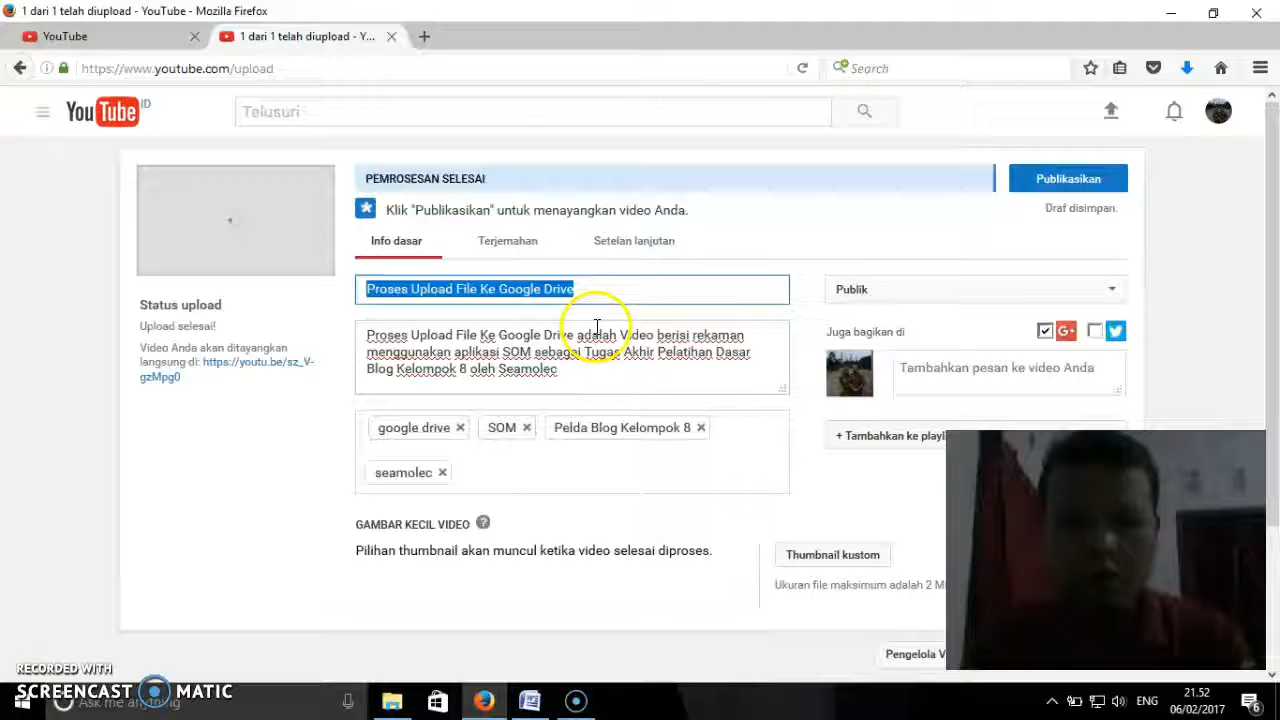 1 dari 1 telah diupload - YouTube - Mozilla Firefox
YouTube
1 dari 1 telah diupload - Y...
https://www.youtube.com/upload
Search
YouTube ID
Telusuri
PEMROSESAN SELESAI
Publikasikan
Klik "Publikasikan" untuk menayangkan video Anda.
Draf disimpan.
Info dasar
Terjemahan
Setelan lanjutan
Proses Upload File Ke Google Drive
Publik
Status upload
Upload selesai!
Video Anda akan ditayangkan
langsung di: https://youtu.be/sz_V-
gzMpg0
Proses Upload File Ke Google Drive adalah Video berisi rekaman
menggunakan aplikasi SOM sebagai Tugas Akhir Pelatihan Dasar
Blog Kelompok 8 oleh Seamolec
Juga bagikan di
G+
Tambahkan pesan ke video Anda
google drive
SOM
Pelda Blog Kelompok 8
seamolec
+ Tambahkan ke playli
GAMBAR KECIL VIDEO ?
Pilihan thumbnail akan muncul ketika video selesai diproses.
Thumbnail kustom
Ukuran file maksimum adalah 2 M
Pengelola V
RECORDED WITH
SCREENCAST MATIC
Ask me anything
ENG
21.52
06/02/2017
6